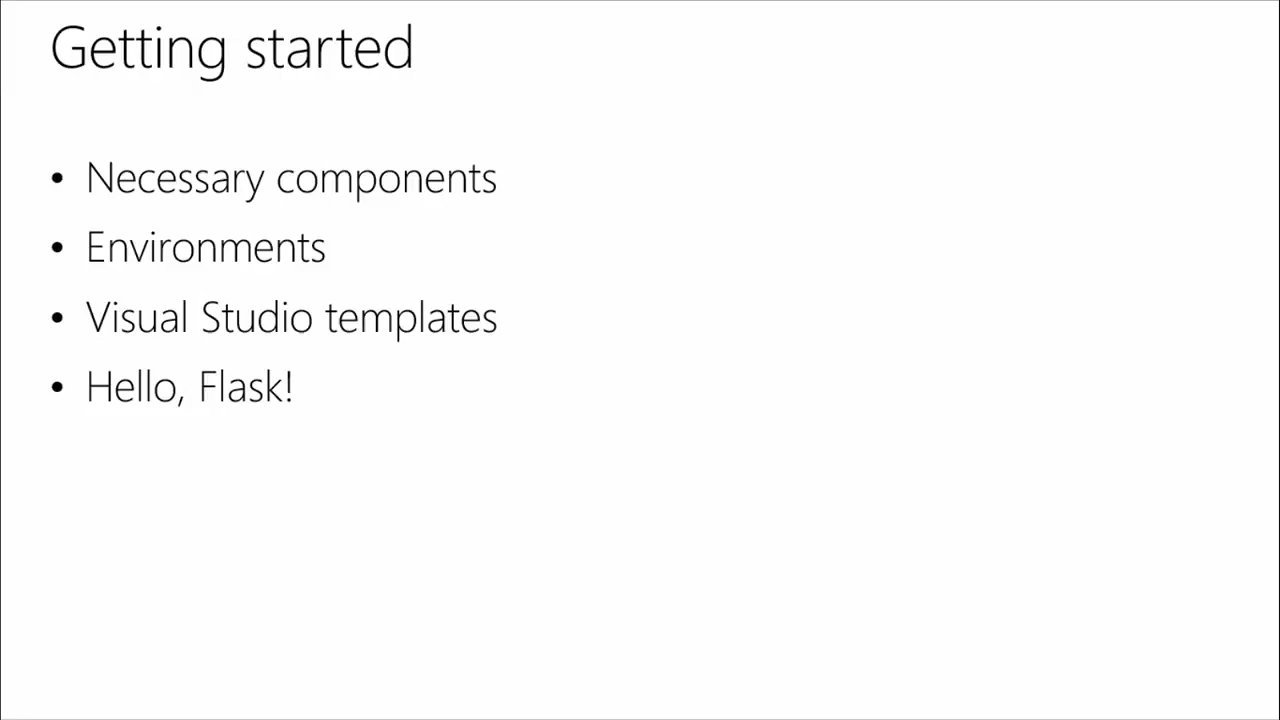 Getting started
• Necessary components
• Environments
• Visual Studio templates
• Hello, Flask!